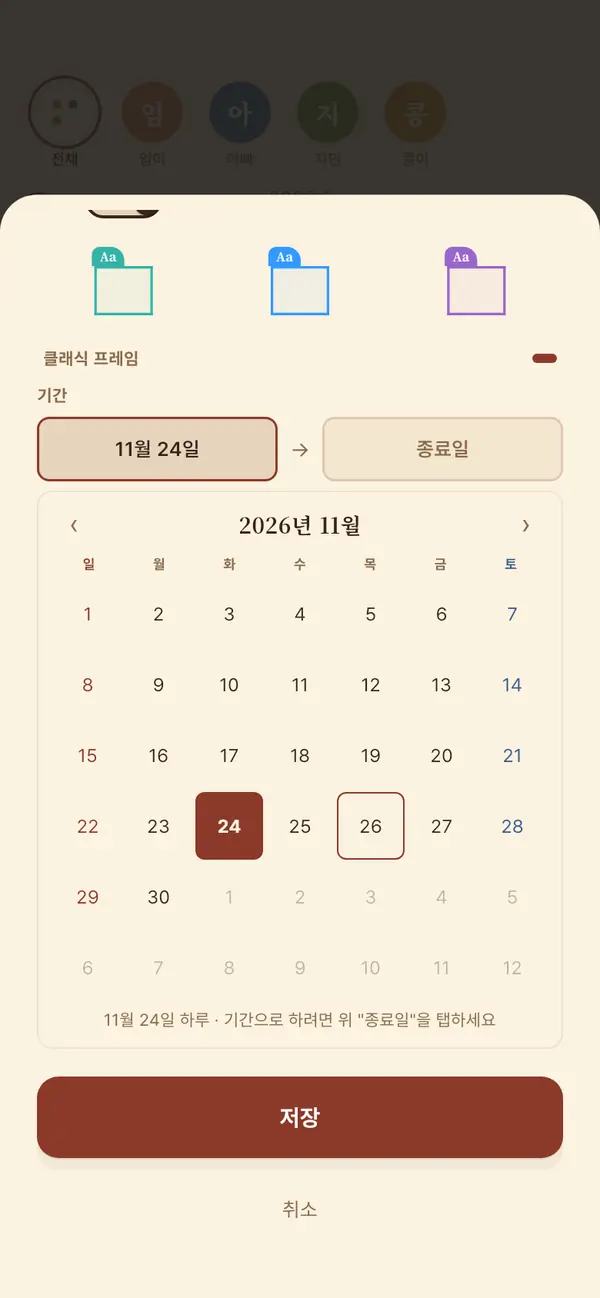 임 아 지 콩
전체
Aa Aa Aa
클래식 프레임
기간
11월 24일 → 종료일
‹ 2026년 11월 ›
일 월 화 수 목 금 토
1 2 3 4 5 6 7
8 9 10 11 12 13 14
15 16 17 18 19 20 21
22 23 24 25 26 27 28
29 30 1 2 3 4 5
6 7 8 9 10 11 12
11월 24일 하루 · 기간으로 하려면 위 "종료일"을 탭하세요
저장
취소